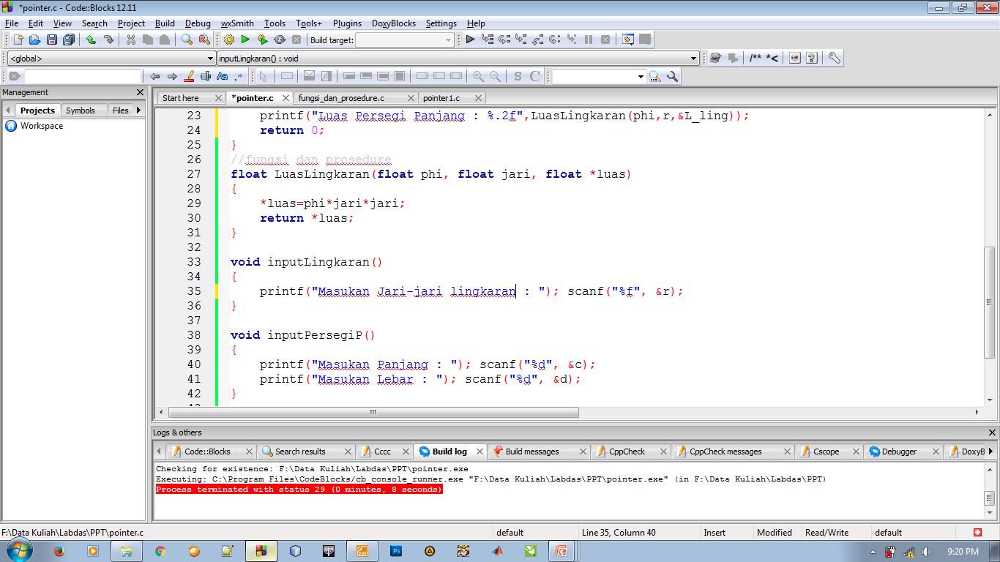 *pointer.c - Code::Blocks 12.11
File Edit View Search Project Build Debug wxSmith Tools Tools+ Plugins DoxyBlocks Settings Help
Build target:
<global> inputLingkaran() : void
/** *<
Aa .*
S C
Management
Projects Symbols Files
Workspace
Start here *pointer.c fungsi_dan_prosedure.c pointer1.c
23 printf("Luas Persegi Panjang : %.2f",LuasLingkaran(phi,r,&L_ling));
24 return 0;
25 }
26 //fungsi dan prosedure
27 float LuasLingkaran(float phi, float jari, float *luas)
28 {
29 *luas=phi*jari*jari;
30 return *luas;
31 }
32
33 void inputLingkaran()
34 {
35 printf("Masukan Jari-jari lingkaran : "); scanf("%f", &r);
36 }
37
38 void inputPersegiP()
39 {
40 printf("Masukan Panjang : "); scanf("%d", &c);
41 printf("Masukan Lebar : "); scanf("%d", &d);
42 }
Logs & others
Code::Blocks Search results Cccc Build log Build messages CppCheck CppCheck messages Cscope Debugger DoxyB
Checking for existence: F:\Data Kuliah\Labdas\PPT\pointer.exe
Executing: C:\Program Files\CodeBlocks/cb_console_runner.exe "F:\Data Kuliah\Labdas\PPT\pointer.exe" (in F:\Data Kuliah\Labdas\PPT)
Process terminated with status 29 (0 minutes, 8 seconds)
F:\Data Kuliah\Labdas\PPT\pointer.c default Line 35, Column 40 Insert Modified Read/Write default
9:20 PM